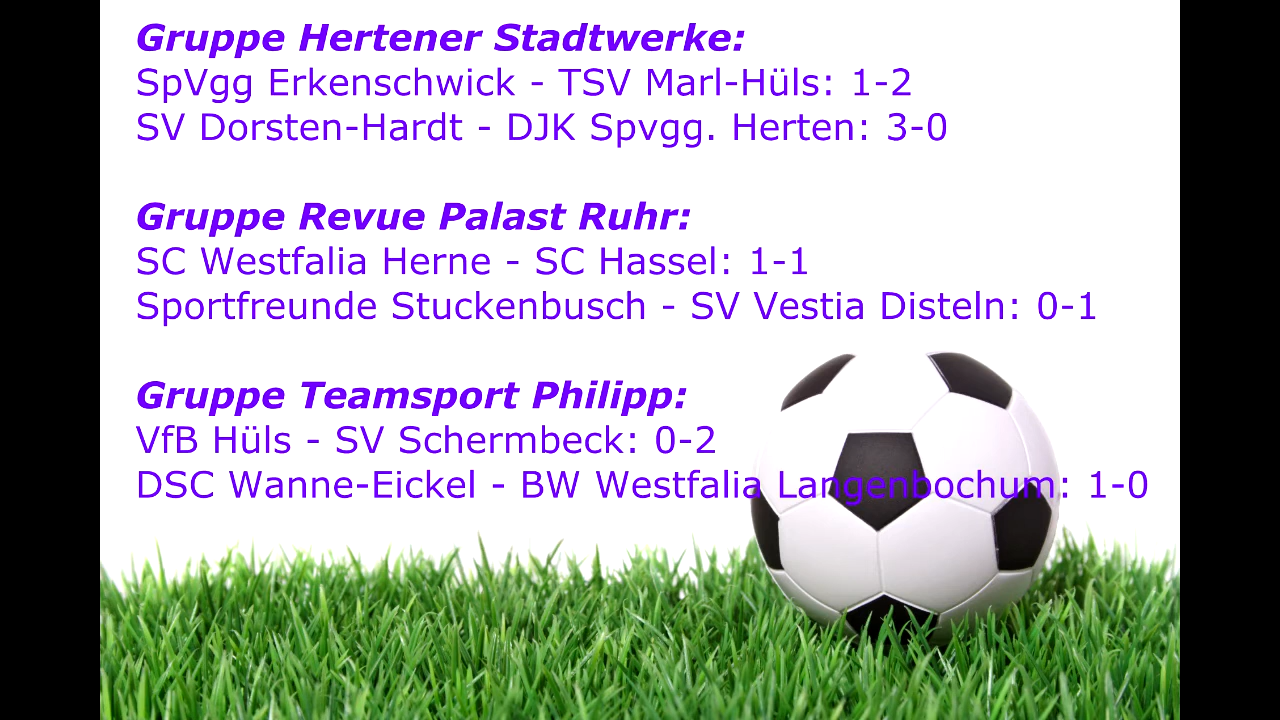 Gruppe Hertener Stadtwerke:
SpVgg Erkenschwick - TSV Marl-Hüls: 1-2
SV Dorsten-Hardt - DJK Spvgg. Herten: 3-0
Gruppe Revue Palast Ruhr:
SC Westfalia Herne - SC Hassel: 1-1
Sportfreunde Stuckenbusch - SV Vestia Disteln: 0-1
Gruppe Teamsport Philipp:
VfB Hüls - SV Schermbeck: 0-2
DSC Wanne-Eickel - BW Westfalia Langenbochum: 1-0